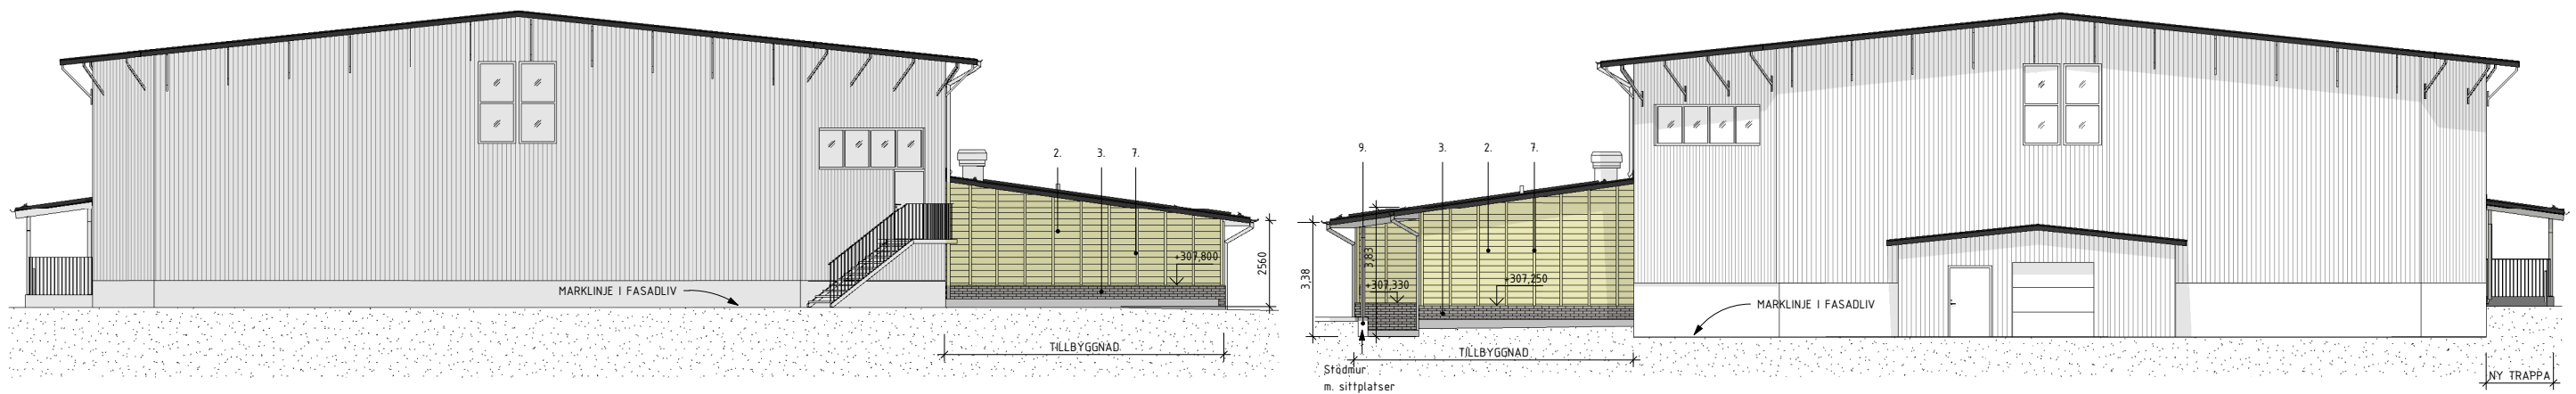 2.
3.
7.
+307,800
2560
MARKLINJE I FASADLIV
TILLBYGGNAD
9.
3.
2.
7.
3,38
3,83
+307,330
+307,250
MARKLINJE I FASADLIV
TILLBYGGNAD
Stödmur
m. sittplatser
NY TRAPPA